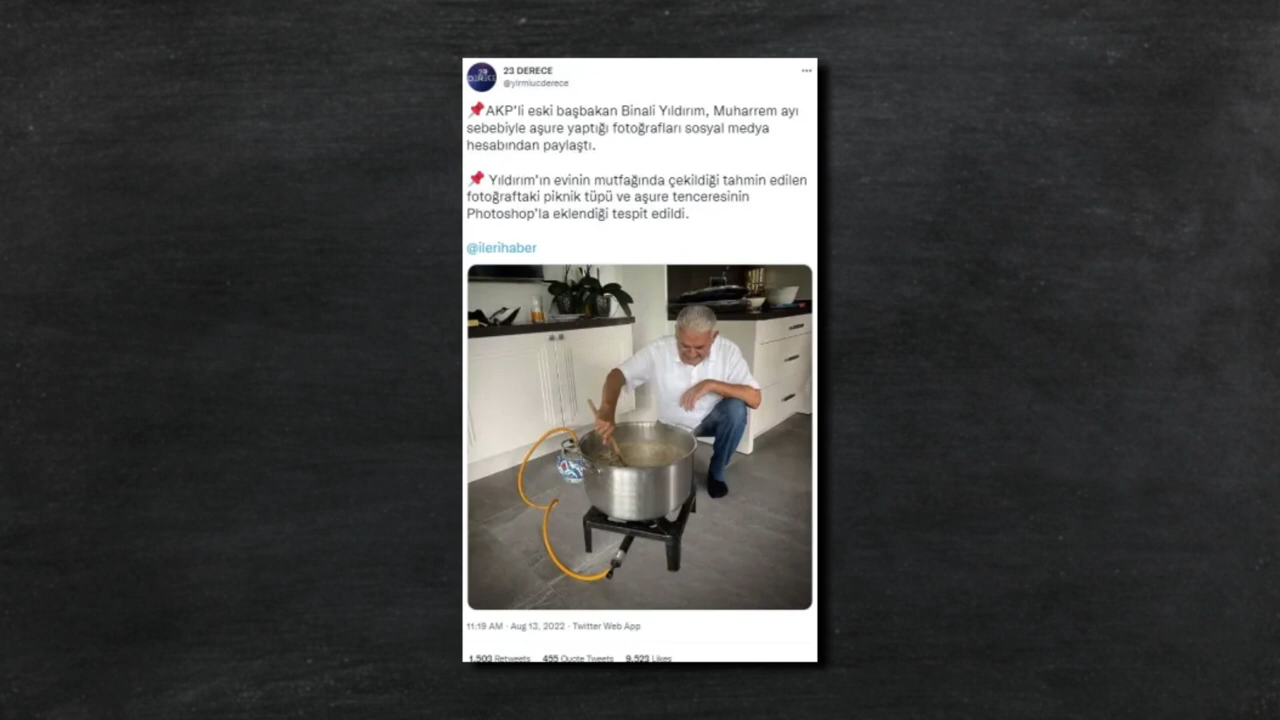 23 DERECE
@yirmiucderece
📌AKP'li eski başbakan Binali Yıldırım, Muharrem ayı
sebebiyle aşure yaptığı fotoğrafları sosyal medya
hesabından paylaştı.
📌 Yıldırım'ın evinin mutfağında çekildiği tahmin edilen
fotoğraftaki piknik tüpü ve aşure tenceresinin
Photoshop'la eklendiği tespit edildi.
@ilerihaber
11:19 AM · Aug 13, 2022 · Twitter Web App
1,503 Retweets 455 Quote Tweets 9,523 Likes